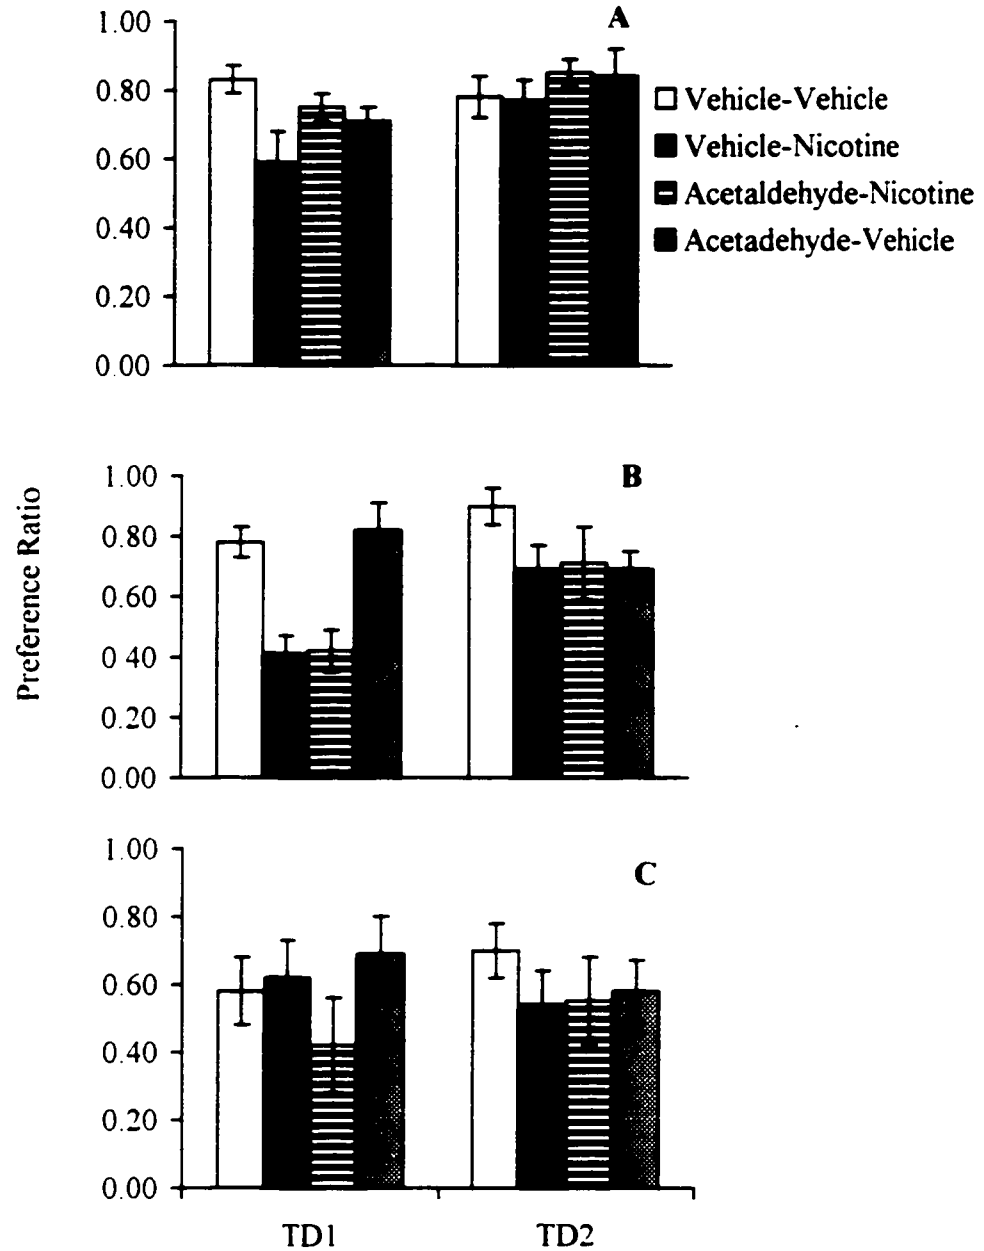 A
1.00
0.80
0.60
0.40
0.20
0.00
Vehicle-Vehicle
Vehicle-Nicotine
Acetaldehyde-Nicotine
Acetadehyde-Vehicle
Preference Ratio
B
1.00
0.80
0.60
0.40
0.20
0.00
C
1.00
0.80
0.60
0.40
0.20
0.00
TD1
TD2